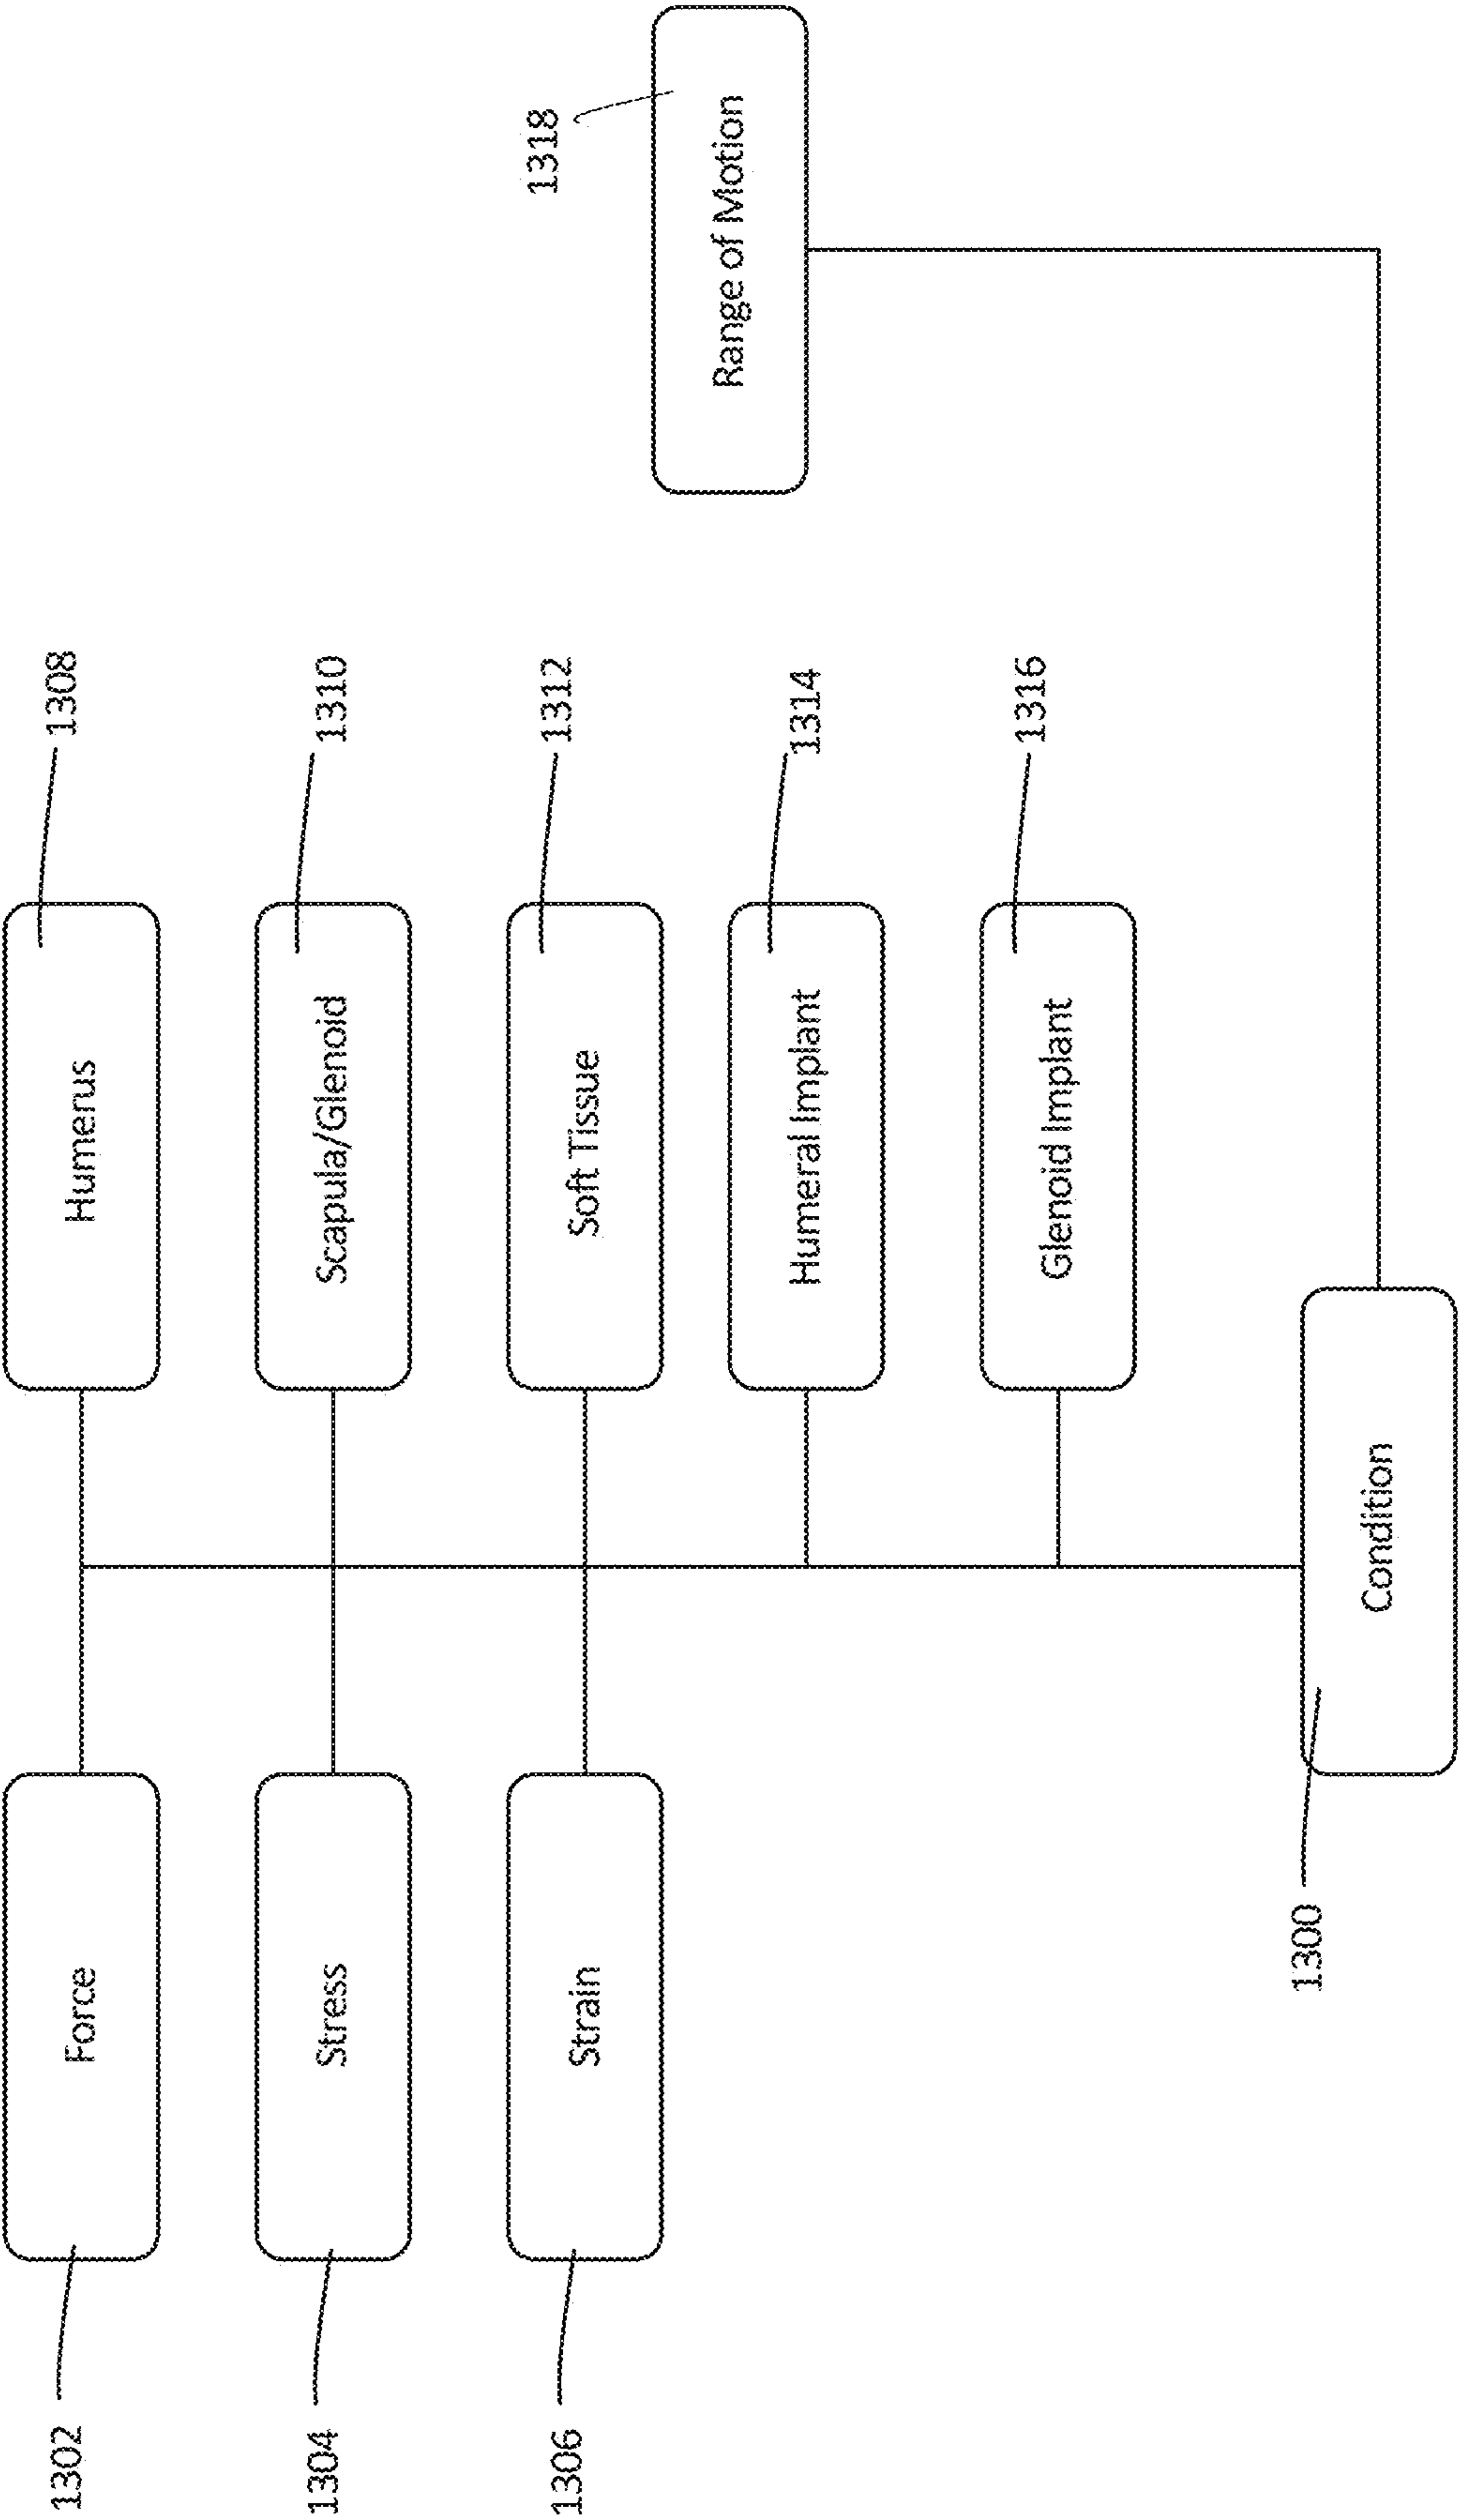 1302
Force
Humerus
1308
1304
Stress
Scapula/Glenoid
1310
1306
Strain
Soft Tissue
1312
Humeral Implant
1314
Glenoid Implant
1316
1318
Range of Motion
1300
Condition